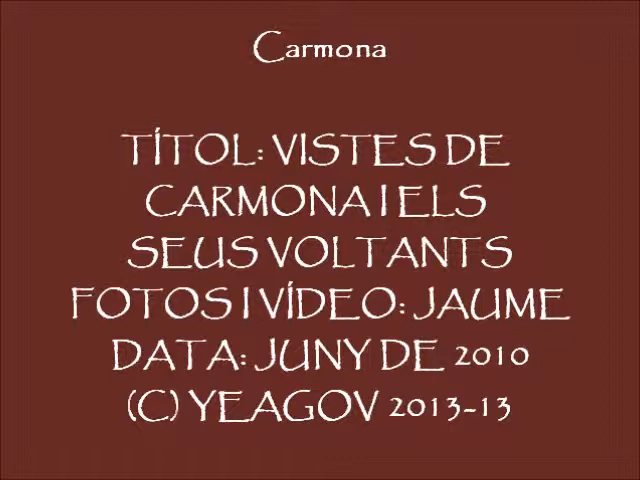 Carmona
TÍTOL: VISTES DE
CARMONA I ELS
SEUS VOLTANTS
FOTOS I VÍDEO: JAUME
DATA: JUNY DE 2010
(C) YEAGOV 2013-13